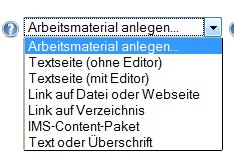 Arbeitsmaterial anlegen...
Arbeitsmaterial anlegen...
Textseite (ohne Editor)
Textseite (mit Editor)
Link auf Datei oder Webseite
Link auf Verzeichnis
IMS-Content-Paket
Text oder Überschrift